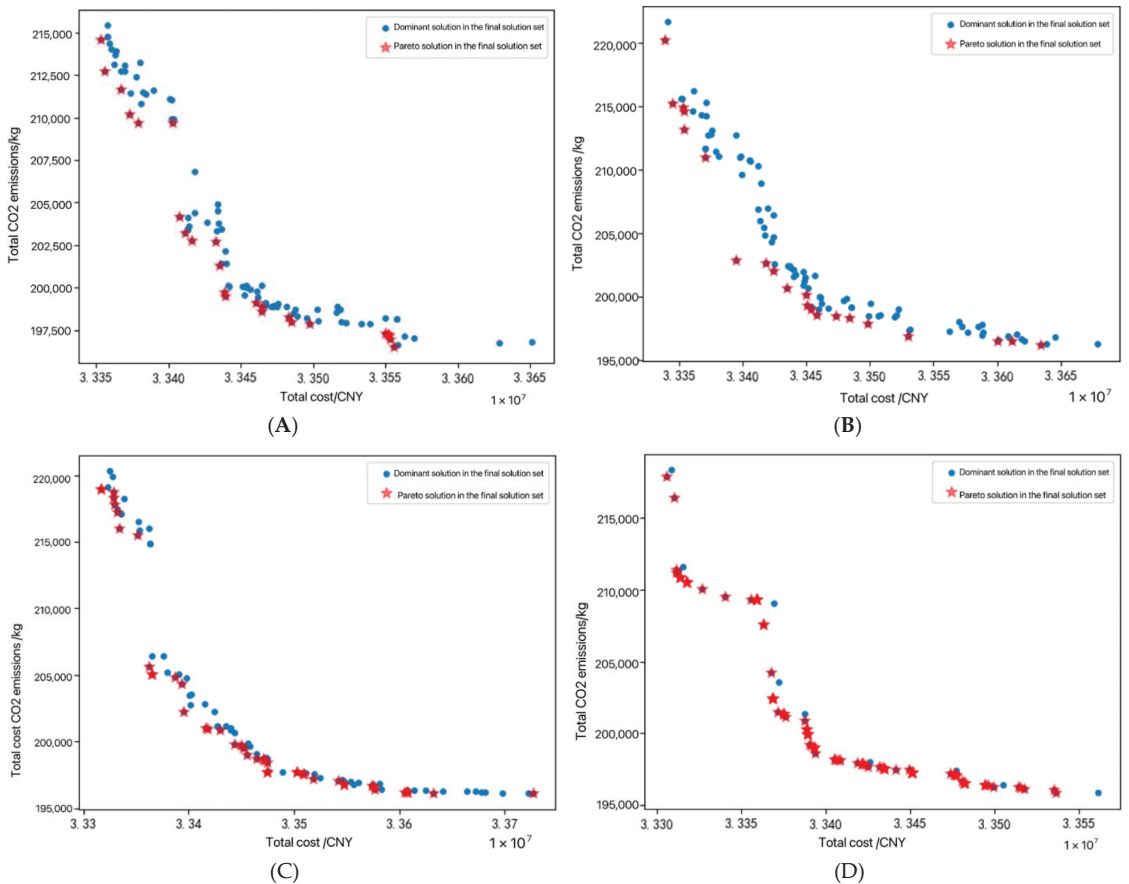 Dominant solution in the final solution set
Pareto solution in the final solution set
Total CO2 emissions /kg
215,000
212,500
210,000
207,500
205,000
202,500
200,000
197,500
3. 335
3. 340
3. 345
3. 350
3. 355
3. 360
3. 365
Total cost/CNY
1 × 10⁷
(A)
Dominant solution in the final solution set
Pareto solution in the final solution set
Total CO2 emissions /kg
220,000
215,000
210,000
205,000
200,000
195,000
3. 335
3. 340
3. 345
3. 350
3. 355
3. 360
3. 365
Total cost /CNY
1 × 10⁷
(B)
Dominant solution in the final solution set
Pareto solution in the final solution set
Total cost CO2 emissions /kg
220,000
215,000
210,000
205,000
200,000
195,000
3. 33
3. 34
3. 35
3. 36
3. 37
Total cost /CNY
1 × 10⁷
(C)
Dominant solution in the final solution set
Pareto solution in the final solution set
Total CO2 emissions/kg
215,000
210,000
205,000
200,000
195,000
3. 330
3. 335
3. 340
3. 345
3. 350
3. 355
Total cost /CNY
1 × 10⁷
(D)